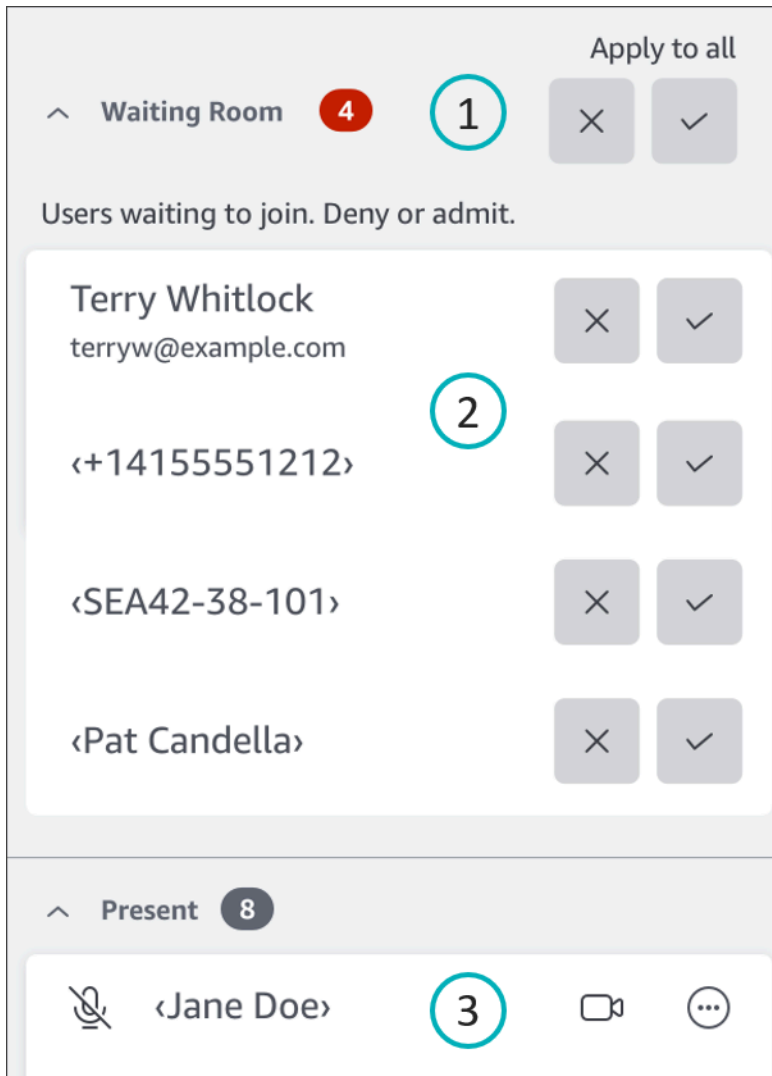 Apply to all
Waiting Room 4 1
Users waiting to join. Deny or admit.
Terry Whitlock
terryw@example.com
2
‹+14155551212›
‹SEA42-38-101›
‹Pat Candella›
Present 8
‹Jane Doe› 3